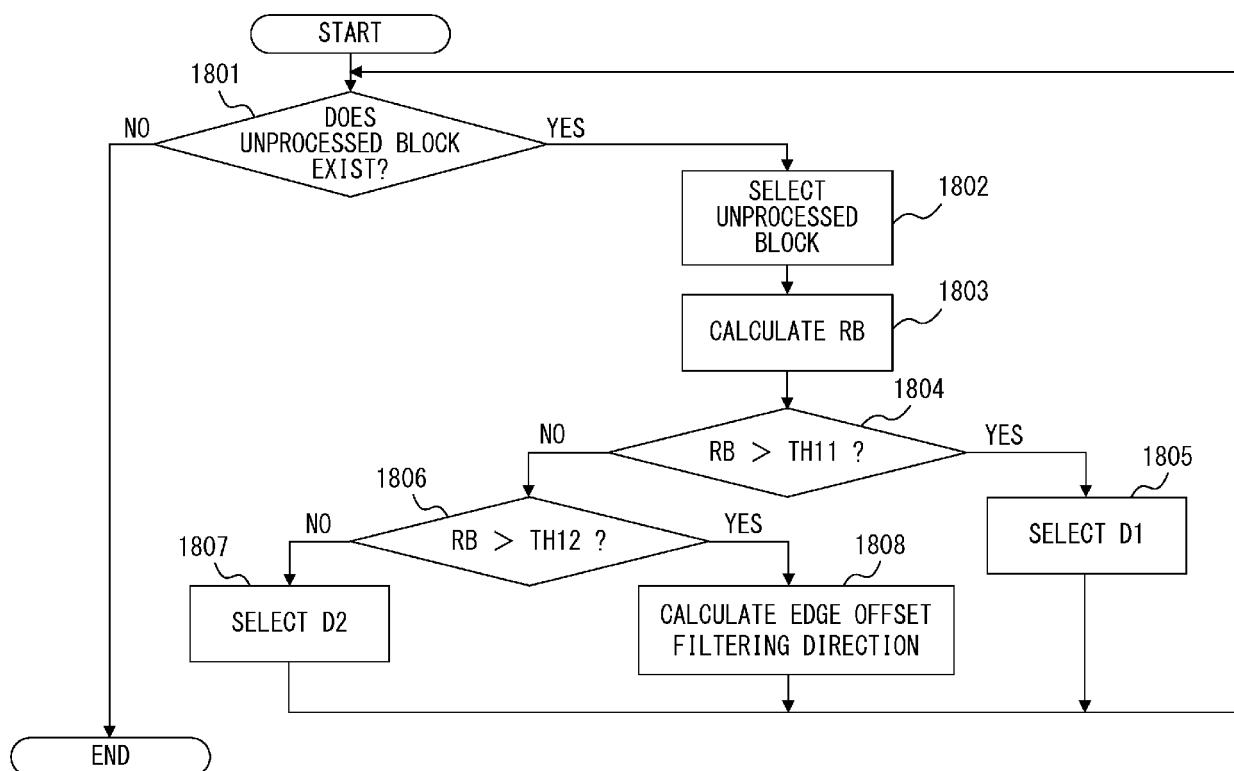 START
1801
DOES
UNPROCESSED BLOCK
EXIST?
NO
YES
SELECT
UNPROCESSED
BLOCK
1802
CALCULATE RB
1803
RB > TH11 ?
1804
NO
YES
SELECT D1
1805
RB > TH12 ?
1806
NO
YES
SELECT D2
1807
CALCULATE EDGE OFFSET
FILTERING DIRECTION
1808
END